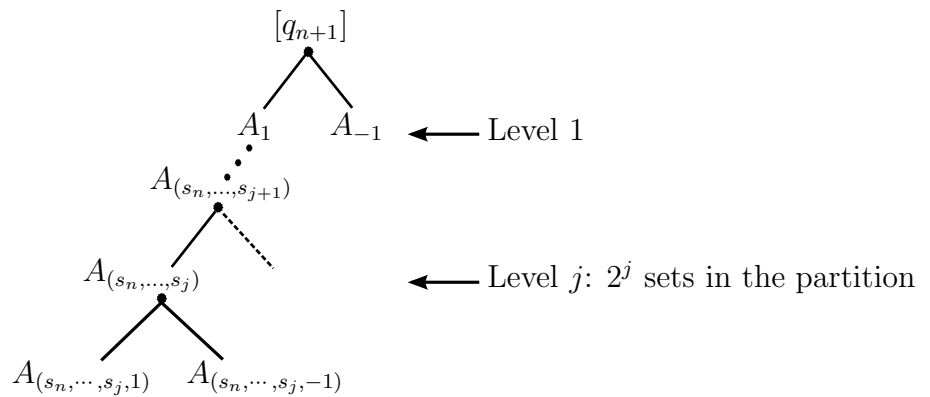 [q_{n+1}]
A_1 A_{-1} Level 1
A_{(s_n,...,s_{j+1})}
A_{(s_n,...,s_j)} Level j: 2^j sets in the partition
A_{(s_n,⋯,s_j,1)} A_{(s_n,⋯,s_j,-1)}